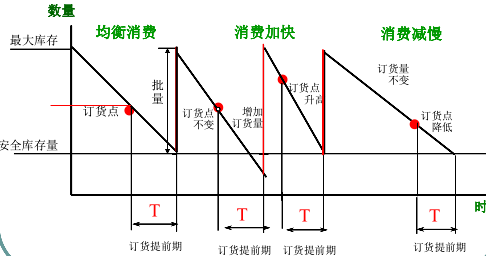 数量
均衡消费
消费加快
消费减慢
最大库存
订货量
不变
批
量
订货点
升高
订货点
订货点
不变
增加
订货量
订货点
降低
安全库存量
时
T
T
T
T
订货提前期
订货提前期
订货提前期
订货提前期